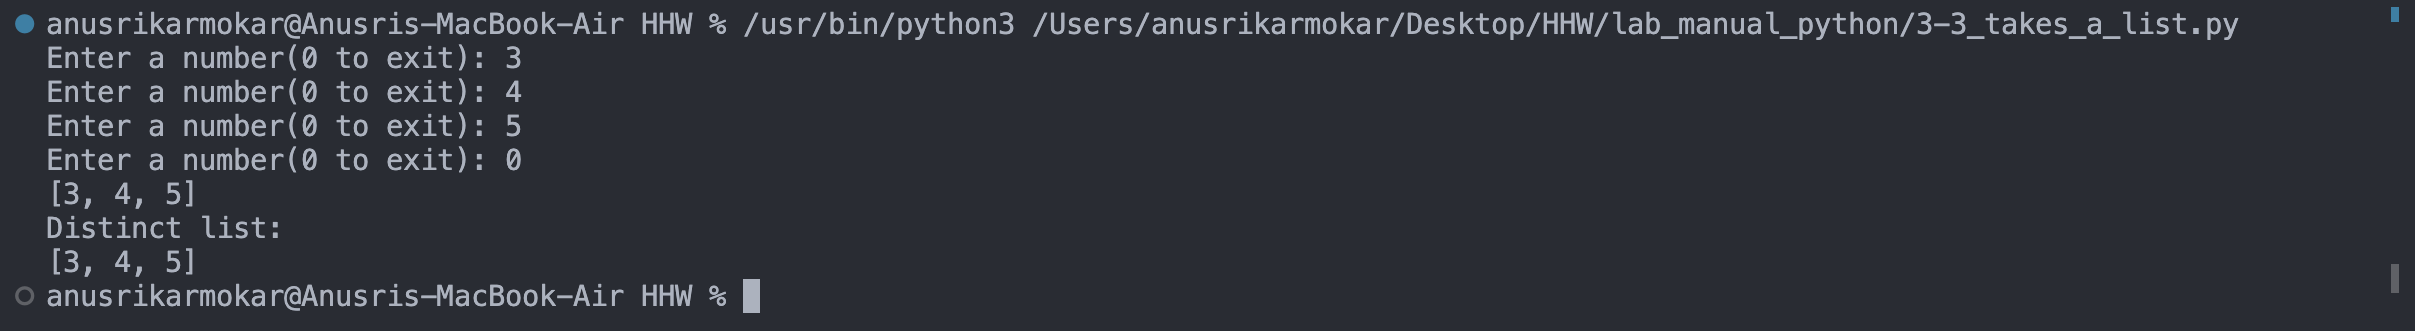 anusrikarmokar@Anusris-MacBook-Air HHW % /usr/bin/python3 /Users/anusrikarmokar/Desktop/HHW/lab_manual_python/3-3_takes_a_list.py
Enter a number(0 to exit): 3
Enter a number(0 to exit): 4
Enter a number(0 to exit): 5
Enter a number(0 to exit): 0
[3, 4, 5]
Distinct list:
[3, 4, 5]
anusrikarmokar@Anusris-MacBook-Air HHW %